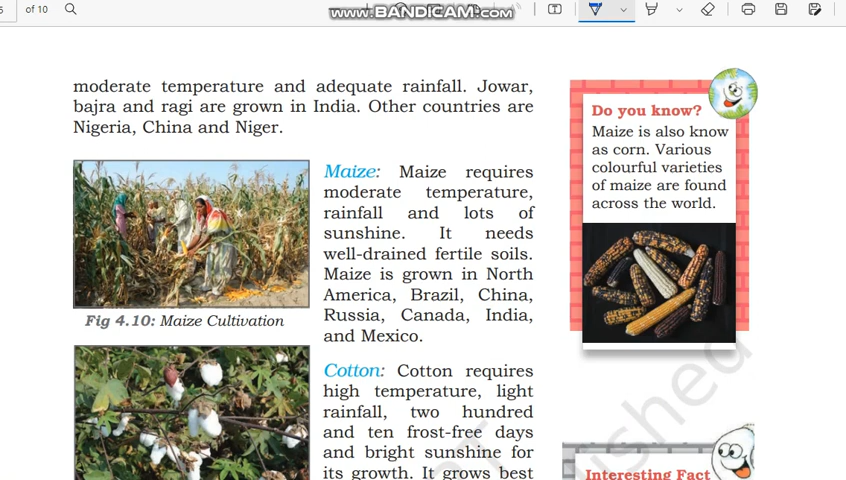 of 10
www.BANDICAM.com
moderate temperature and adequate rainfall. Jowar,
bajra and ragi are grown in India. Other countries are
Nigeria, China and Niger.
Maize: Maize requires
moderate temperature,
rainfall and lots of
sunshine. It needs
well-drained fertile soils.
Maize is grown in North
America, Brazil, China,
Russia, Canada, India,
and Mexico.
Fig 4.10: Maize Cultivation
Cotton: Cotton requires
high temperature, light
rainfall, two hundred
and ten frost-free days
and bright sunshine for
its growth. It grows best
Do you know?
Maize is also know
as corn. Various
colourful varieties
of maize are found
across the world.
Interesting Fact